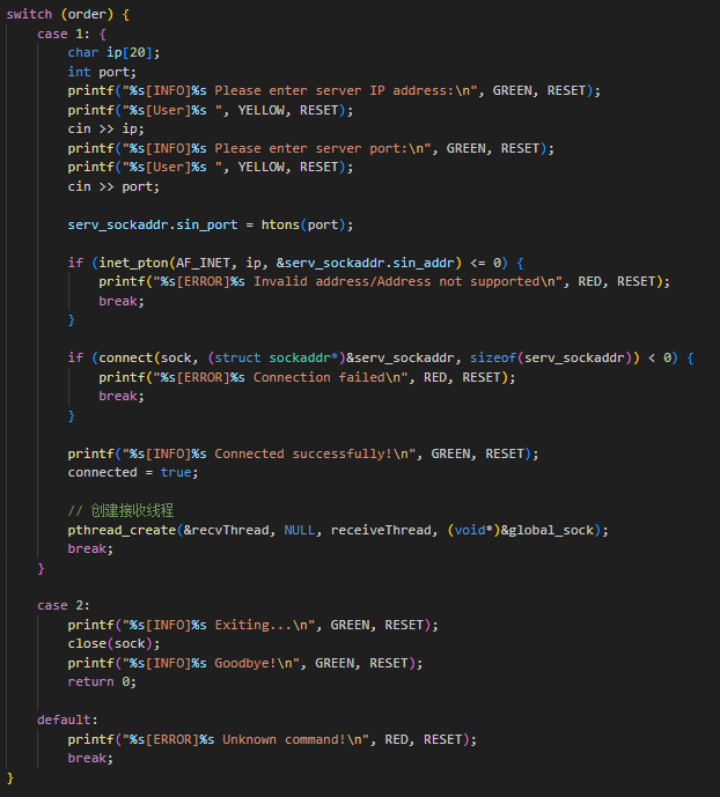 switch (order) {
    case 1: {
        char ip[20];
        int port;
        printf("%s[INFO]%s Please enter server IP address:\n", GREEN, RESET);
        printf("%s[User]%s ", YELLOW, RESET);
        cin >> ip;
        printf("%s[INFO]%s Please enter server port:\n", GREEN, RESET);
        printf("%s[User]%s ", YELLOW, RESET);
        cin >> port;

        serv_sockaddr.sin_port = htons(port);

        if (inet_pton(AF_INET, ip, &serv_sockaddr.sin_addr) <= 0) {
            printf("%s[ERROR]%s Invalid address/Address not supported\n", RED, RESET);
            break;
        }

        if (connect(sock, (struct sockaddr*)&serv_sockaddr, sizeof(serv_sockaddr)) < 0) {
            printf("%s[ERROR]%s Connection failed\n", RED, RESET);
            break;
        }

        printf("%s[INFO]%s Connected successfully!\n", GREEN, RESET);
        connected = true;

        // 创建接收线程
        pthread_create(&recvThread, NULL, receiveThread, (void*)&global_sock);
        break;
    }

    case 2:
        printf("%s[INFO]%s Exiting...\n", GREEN, RESET);
        close(sock);
        printf("%s[INFO]%s Goodbye!\n", GREEN, RESET);
        return 0;

    default:
        printf("%s[ERROR]%s Unknown command!\n", RED, RESET);
        break;
}